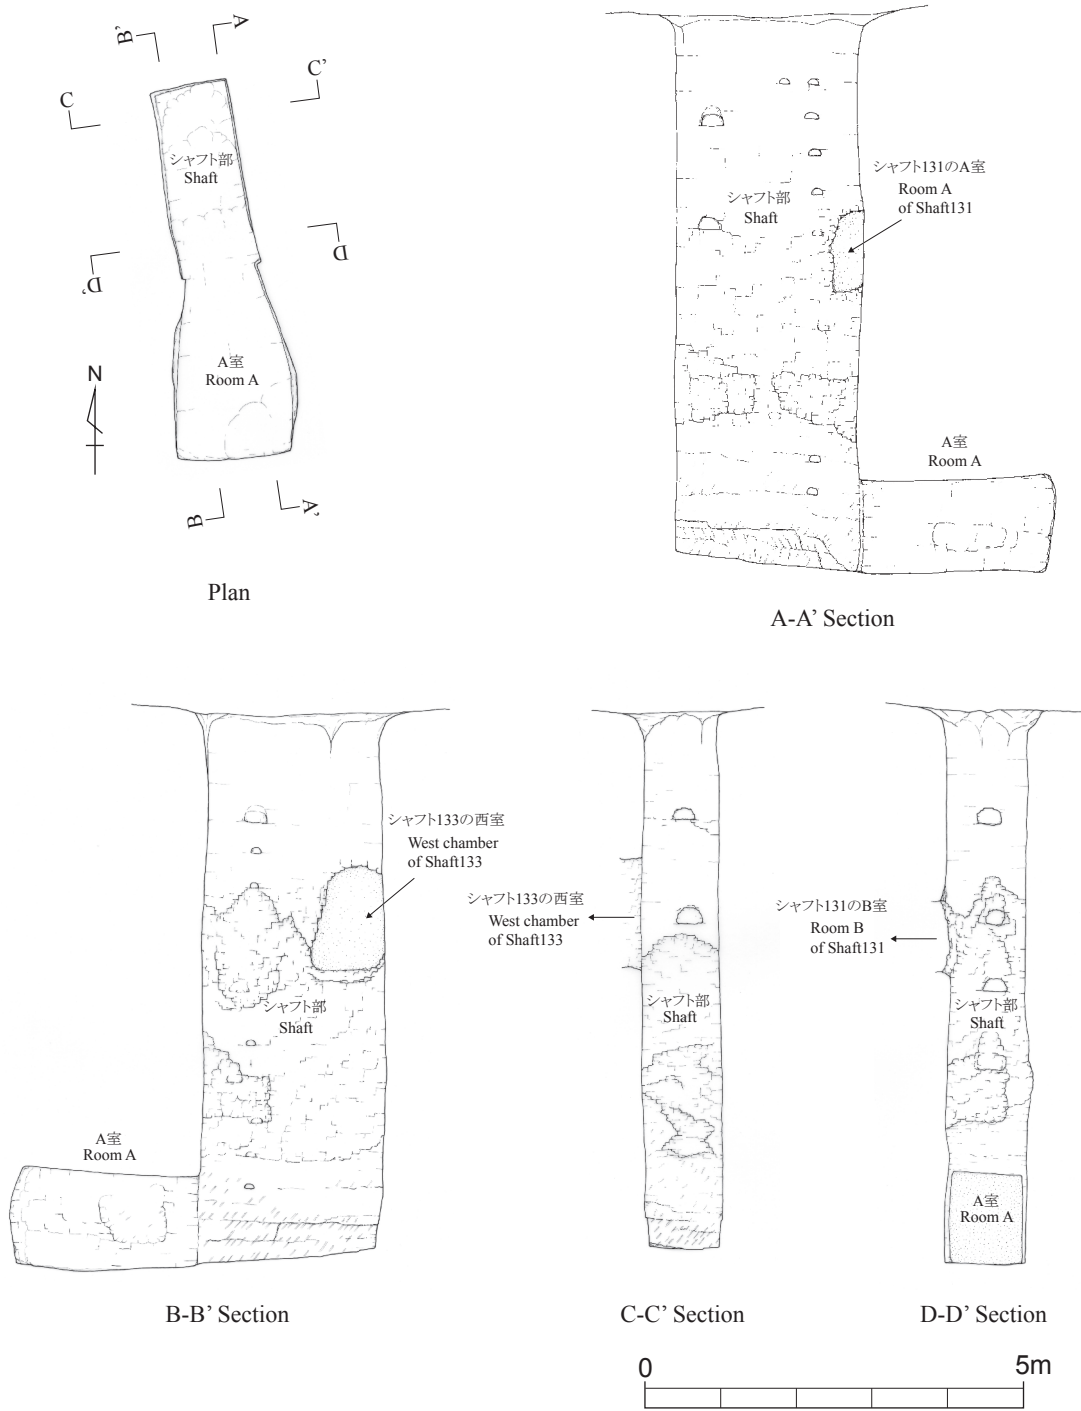 B’
A
C
C’
シャフト部
Shaft
D’
D
A室
Room A
N
B
A’
Plan
シャフト部
Shaft
シャフト131のA室
Room A
of Shaft131
A室
Room A
A-A’ Section
シャフト133の西室
West chamber
of Shaft133
シャフト部
Shaft
A室
Room A
B-B’ Section
シャフト133の西室
West chamber
of Shaft133
シャフト部
Shaft
C-C’ Section
シャフト131のB室
Room B
of Shaft131
シャフト部
Shaft
A室
Room A
D-D’ Section
0
5m